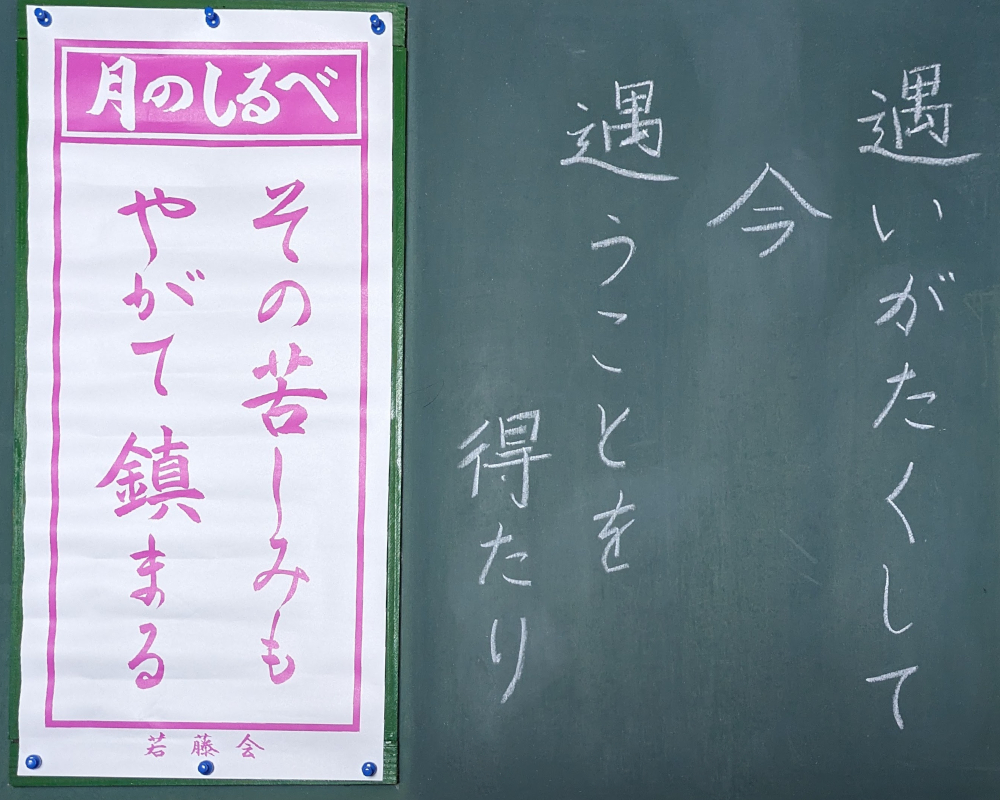 遇いがたくして
今
遇うことを
得たり
月のしるべ
その苦しみも
やがて鎮まる
若藤会